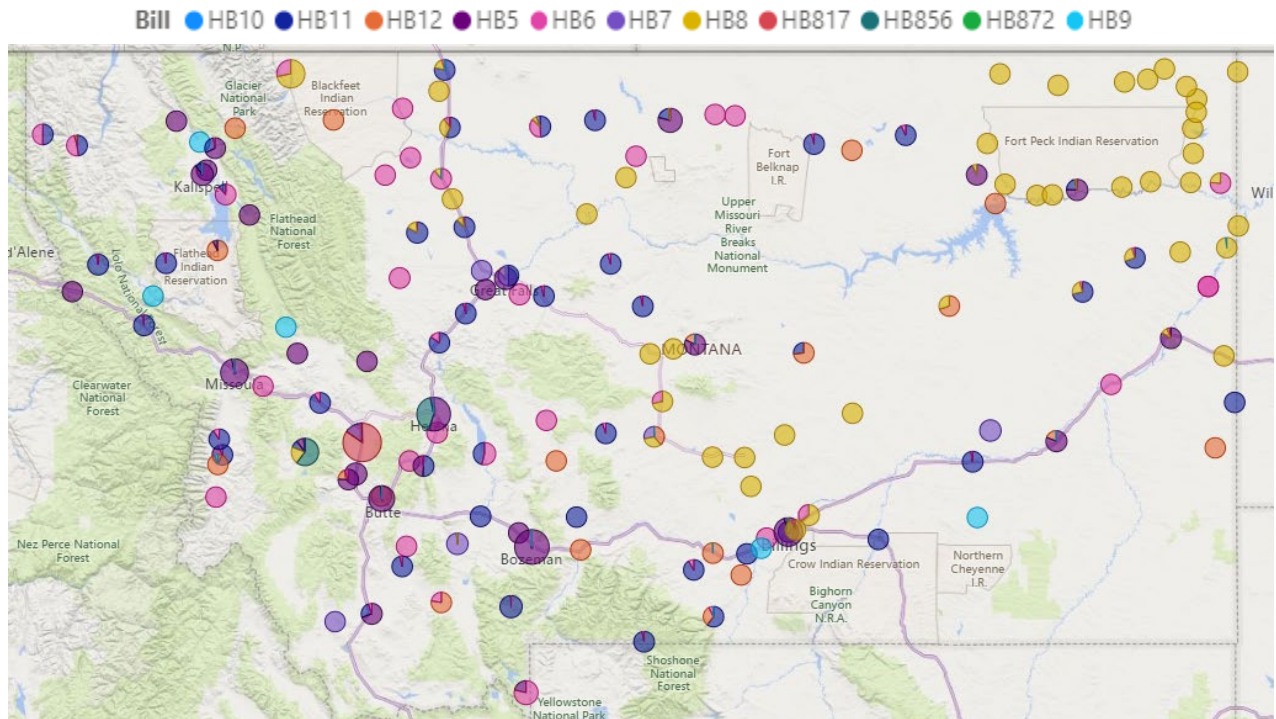 Bill HB10 HB11 HB12 HB5 HB6 HB7 HB8 HB817 HB856 HB872 HB9
N.P.
Glacier
National
Park
Blackfeet
Indian
Reservation
Fort Peck Indian Reservation
Fort
Belknap
I.R.
Kalispell
Wil
Upper
Missouri
River
Breaks
National
Monument
Flathead
National
Forest
d'Alene
Flathead
Indian
Reservation
Lolo National Forest
Great Falls
MONTANA
Missoula
Clearwater
National
Forest
Helena
Butte
Nez Perce National
Forest
Bozeman
Billings
Crow Indian Reservation
Northern
Cheyenne
I.R.
Bighorn
Canyon
N.R.A.
Shoshone
National
Forest
Yellowstone
National Park